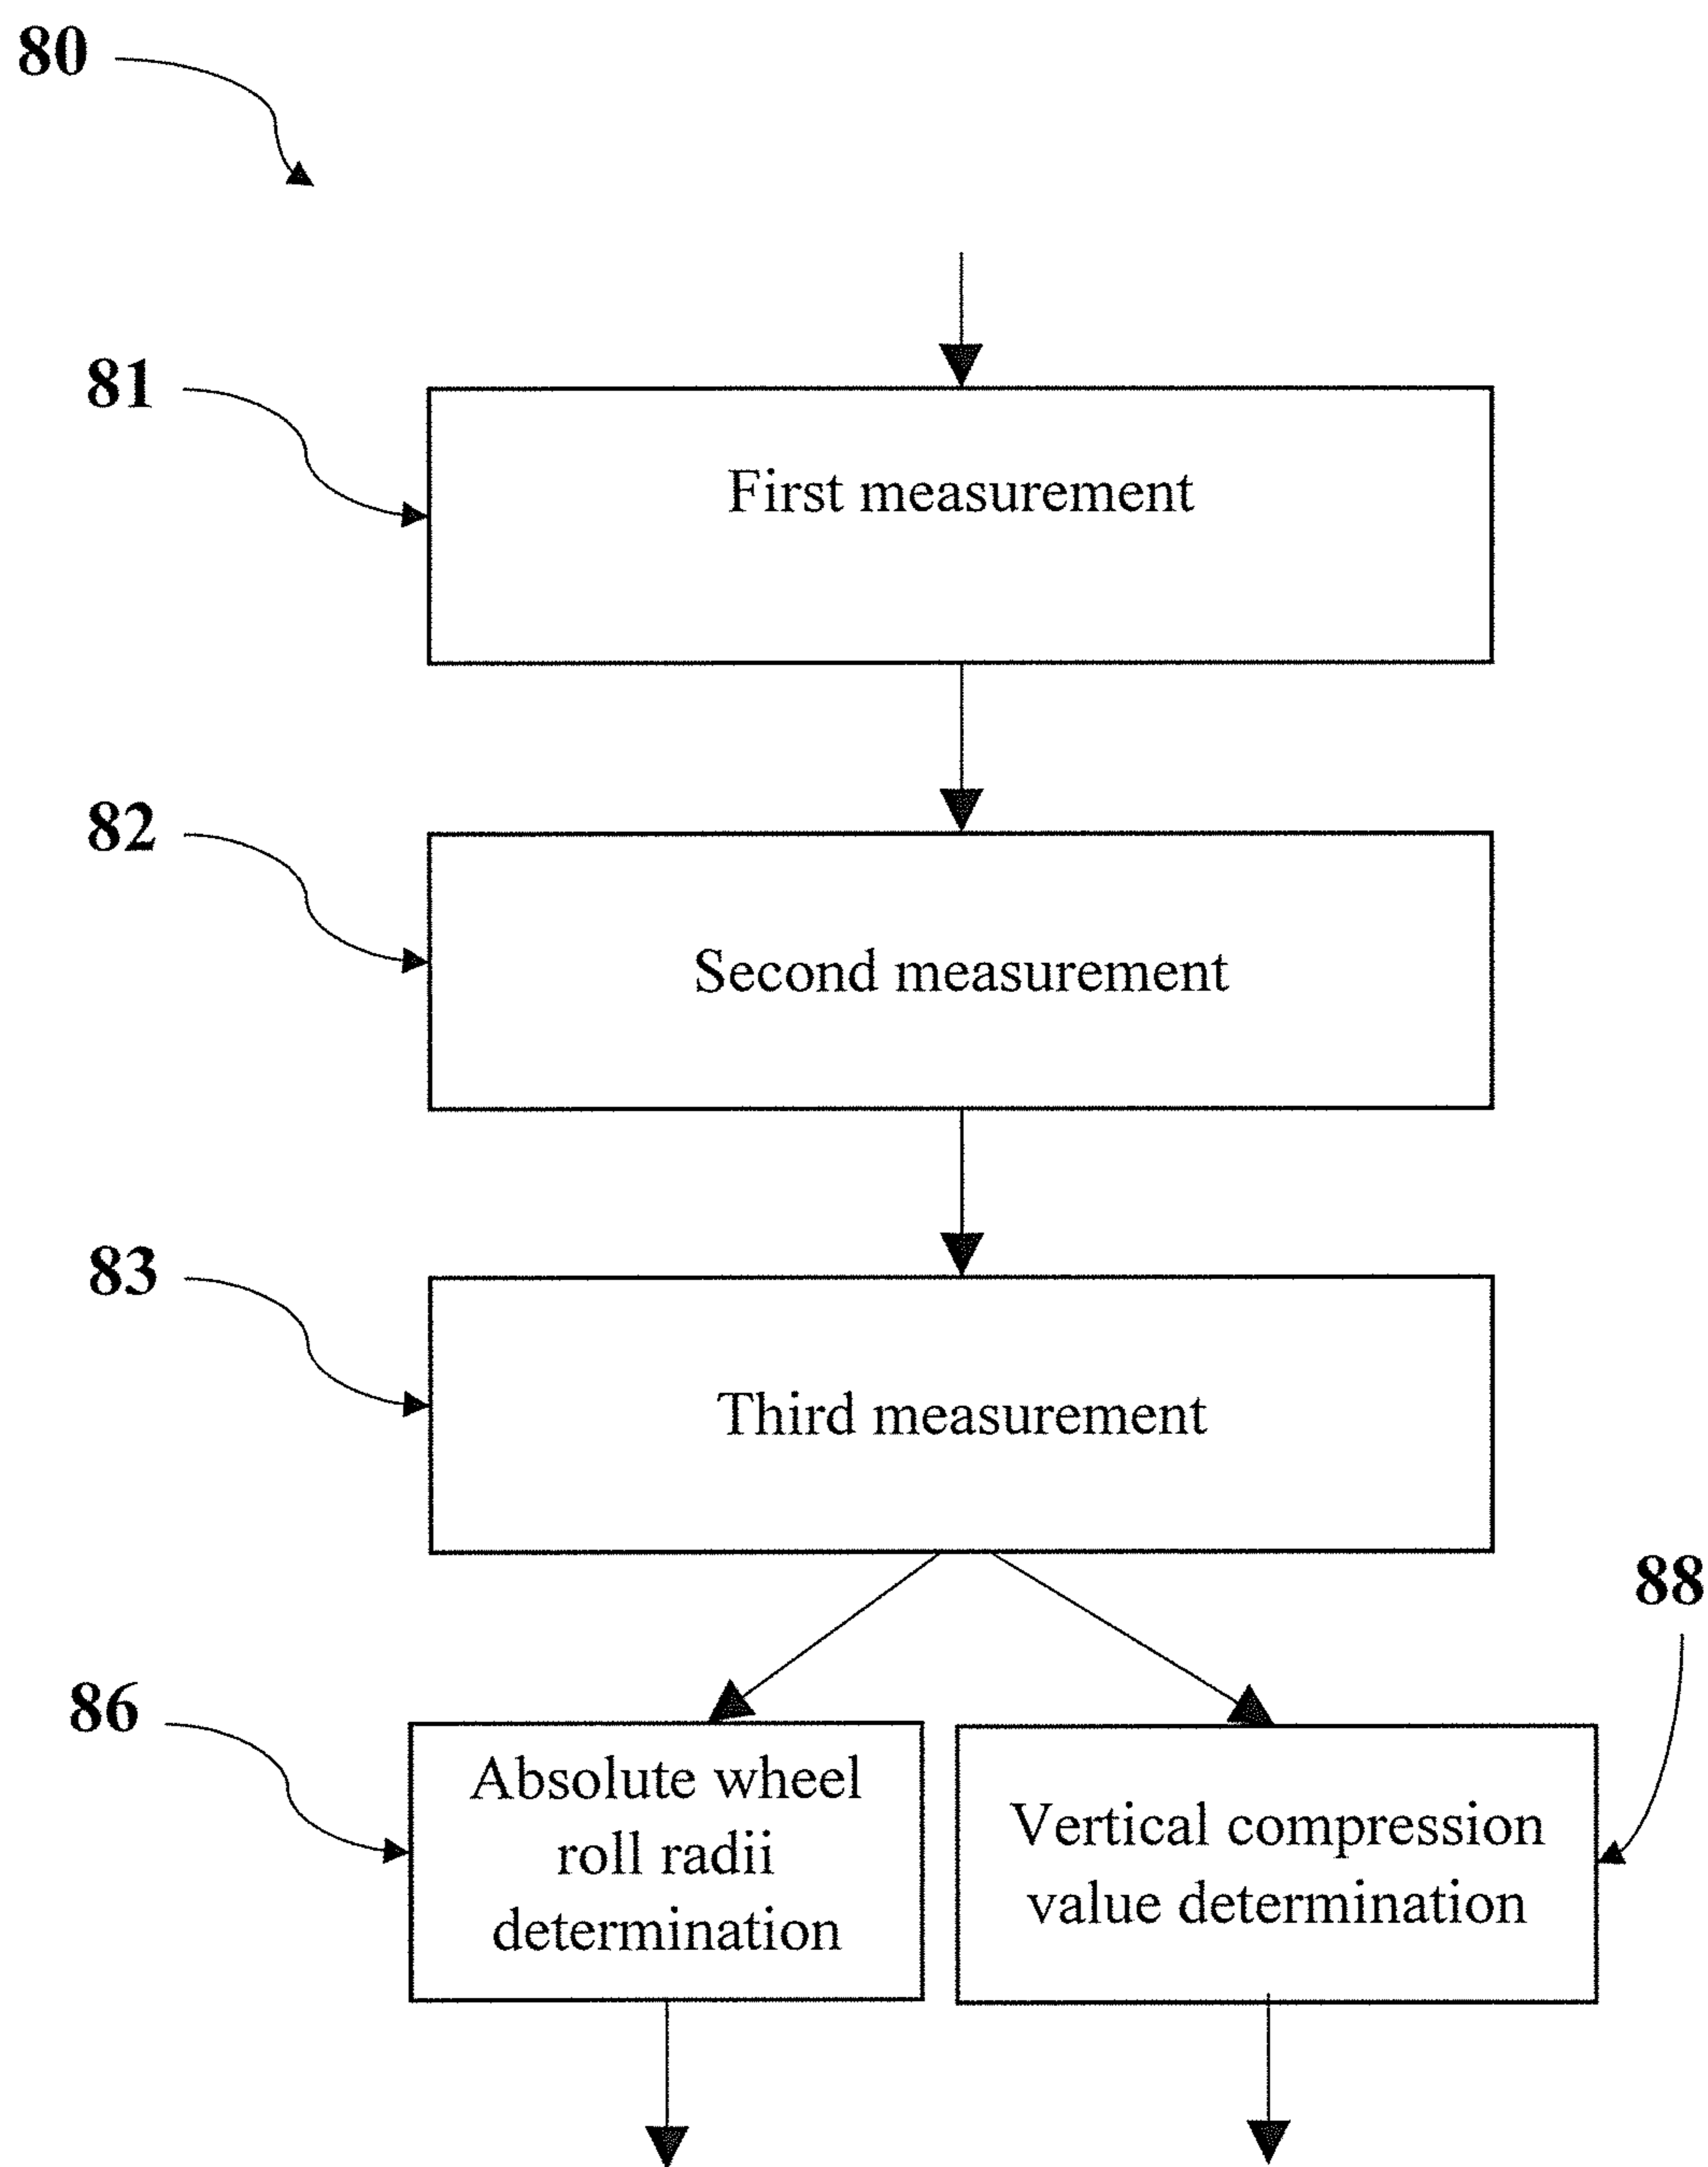 80
81
First measurement
82
Second measurement
83
Third measurement
88
86
Absolute wheel
roll radii
determination
Vertical compression
value determination